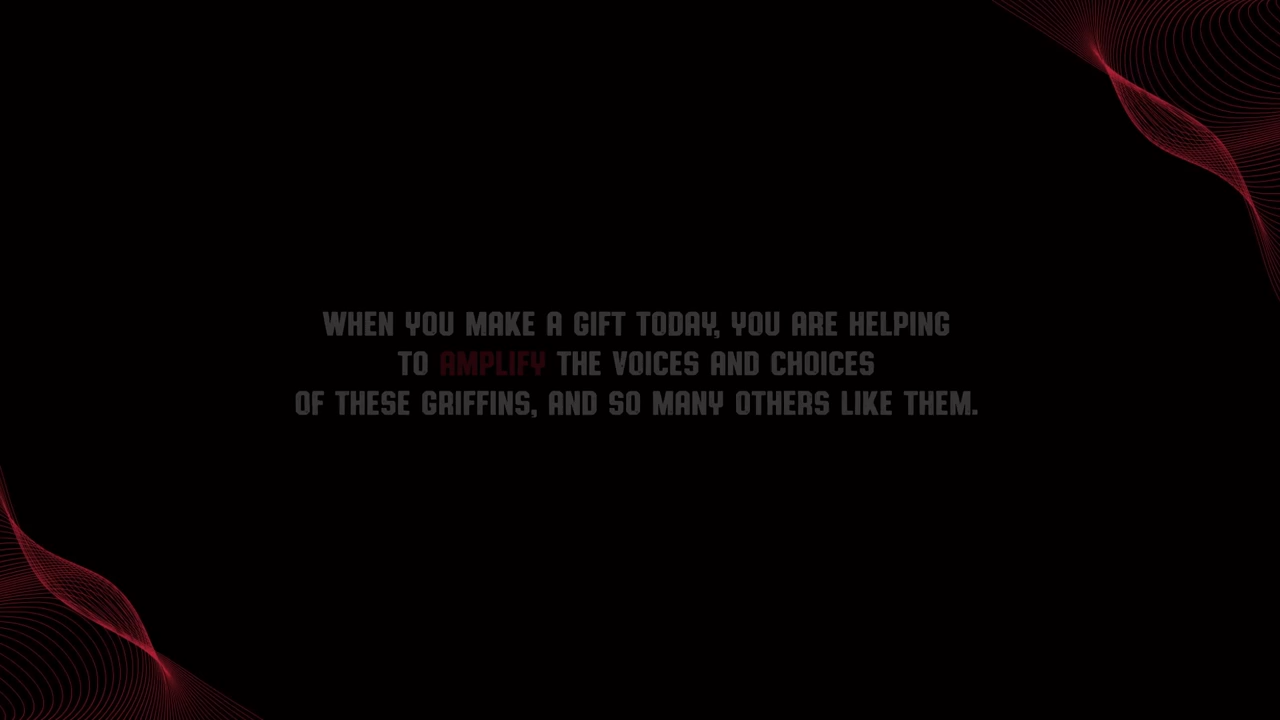 WHEN YOU MAKE A GIFT TODAY, YOU ARE HELPING
TO AMPLIFY THE VOICES AND CHOICES
OF THESE GRIFFINS, AND SO MANY OTHERS LIKE THEM.